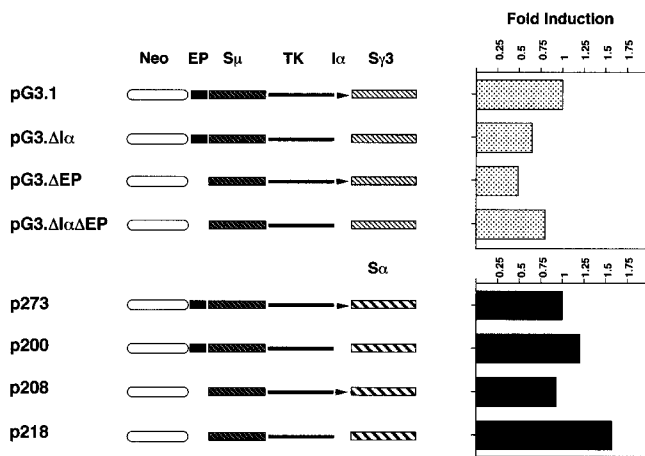 Fold Induction
0.25 0.5 0.75 1 1.25 1.5 1.75
Neo EP Sμ TK Iα Sγ3
pG3.1
pG3.ΔIα
pG3.ΔEP
pG3.ΔIαΔEP
Sα
0.25 0.5 0.75 1 1.25 1.5 1.75
p273
p200
p208
p218